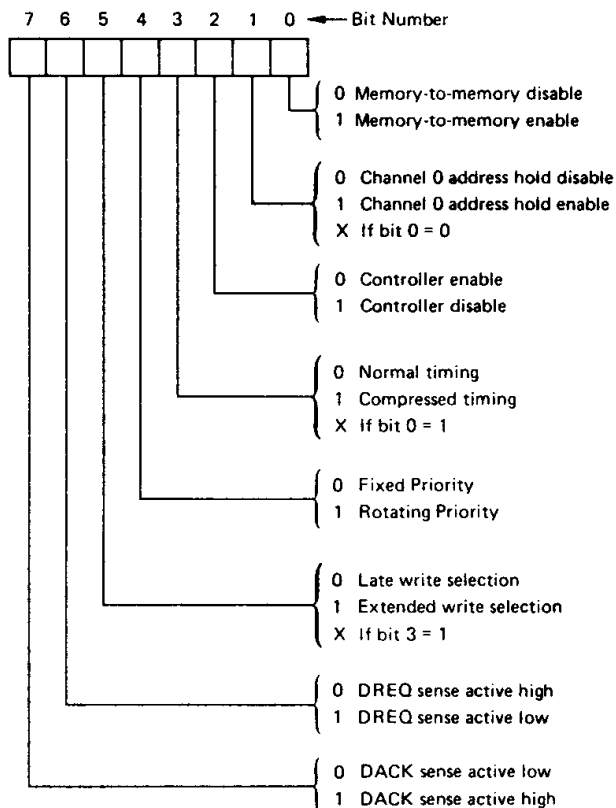 7 6 5 4 3 2 1 0 Bit Number
0 Memory-to-memory disable
1 Memory-to-memory enable
0 Channel 0 address hold disable
1 Channel 0 address hold enable
X If bit 0 = 0
0 Controller enable
1 Controller disable
0 Normal timing
1 Compressed timing
X If bit 0 = 1
0 Fixed Priority
1 Rotating Priority
0 Late write selection
1 Extended write selection
X If bit 3 = 1
0 DREQ sense active high
1 DREQ sense active low
0 DACK sense active low
1 DACK sense active high